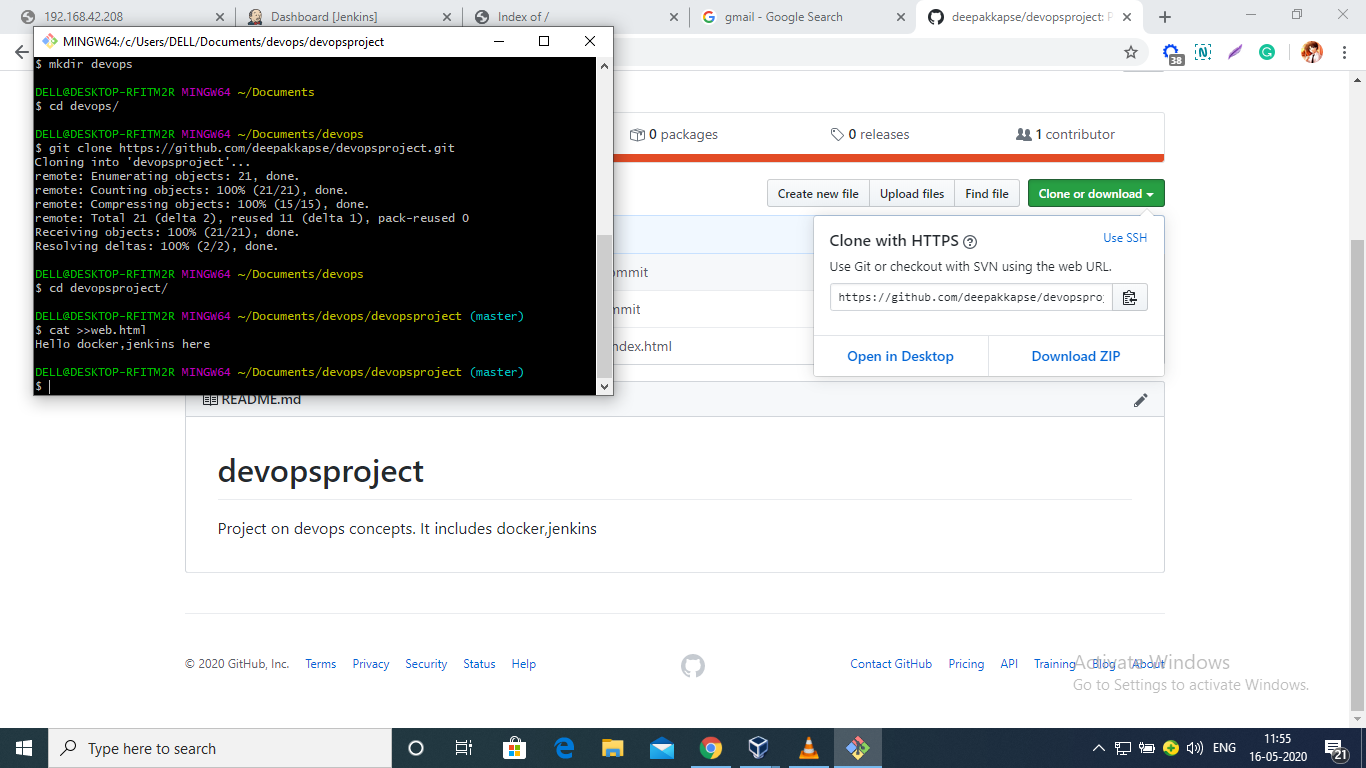 192.168.42.208
Dashboard [Jenkins]
Index of /
gmail - Google Search
deepakkapse/devopsproject: P
MINGW64:/c/Users/DELL/Documents/devops/devopsproject
38
$ mkdir devops
DELL@DESKTOP-RFITM2R MINGW64 ~/Documents
$ cd devops/
DELL@DESKTOP-RFITM2R MINGW64 ~/Documents/devops
$ git clone https://github.com/deepakkapse/devopsproject.git
Cloning into 'devopsproject'...
remote: Enumerating objects: 21, done.
remote: Counting objects: 100% (21/21), done.
remote: Compressing objects: 100% (15/15), done.
remote: Total 21 (delta 2), reused 11 (delta 1), pack-reused 0
Receiving objects: 100% (21/21), done.
Resolving deltas: 100% (2/2), done.
DELL@DESKTOP-RFITM2R MINGW64 ~/Documents/devops
$ cd devopsproject/
DELL@DESKTOP-RFITM2R MINGW64 ~/Documents/devops/devopsproject (master)
$ cat >>web.html
Hello docker,jenkins here
DELL@DESKTOP-RFITM2R MINGW64 ~/Documents/devops/devopsproject (master)
$
0 packages
0 releases
1 contributor
Create new file
Upload files
Find file
Clone or download
Clone with HTTPS
Use SSH
Use Git or checkout with SVN using the web URL.
https://github.com/deepakkapse/devopsproj
Open in Desktop
Download ZIP
ommit
mmit
ndex.html
README.md
devopsproject
Project on devops concepts. It includes docker,jenkins
© 2020 GitHub, Inc. Terms Privacy Security Status Help
Contact GitHub Pricing API Training Blog About
Activate Windows
Go to Settings to activate Windows.
Type here to search
ENG
11:55
16-05-2020
21